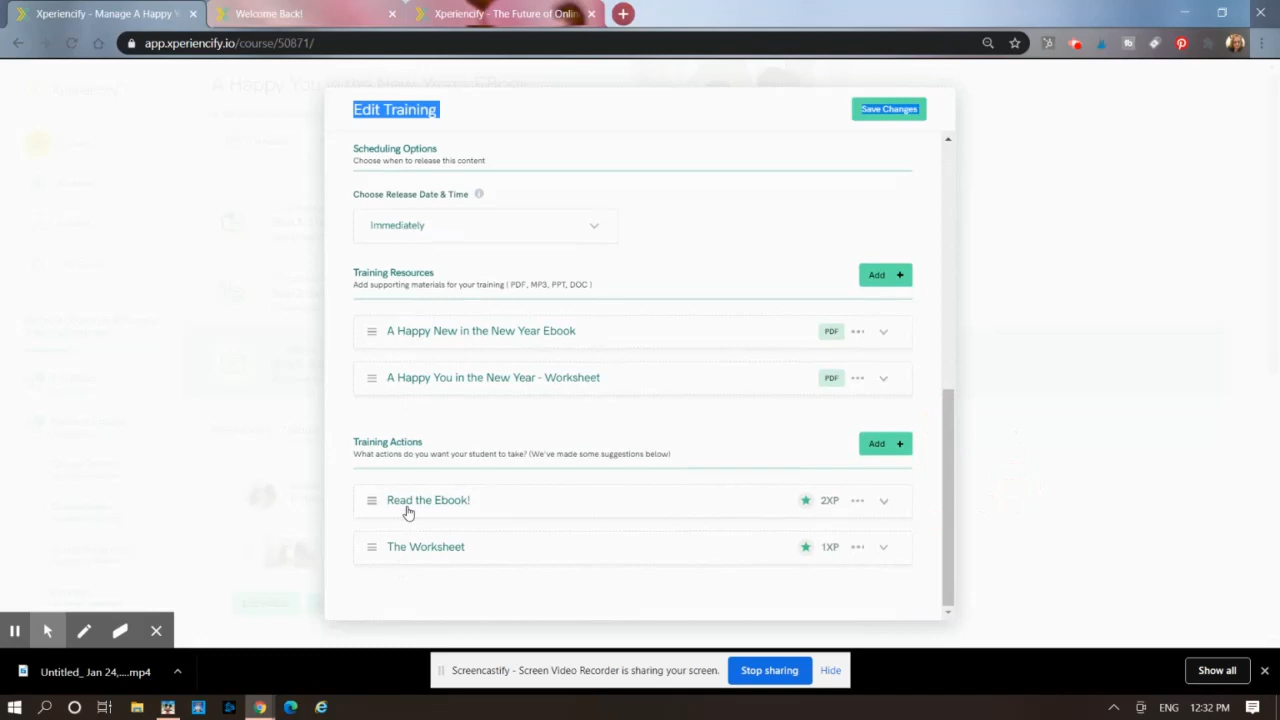 Xperiencify - Manage A Happy Y
Welcome Back!
Xperiencify - The Future of Onlin
app.xperiencify.io/course/50871/
Edit Training
Save Changes
Scheduling Options
Choose when to release this content
Choose Release Date & Time
Immediately
Training Resources
Add supporting materials for your training ( PDF, MP3, PPT, DOC )
Add +
A Happy New in the New Year Ebook
PDF
A Happy You in the New Year - Worksheet
PDF
Training Actions
What actions do you want your student to take? (We've made some suggestions below)
Add +
Read the Ebook!
2XP
The Worksheet
1XP
Untitled_ Jan 24,....mp4
Screencastify - Screen Video Recorder is sharing your screen.
Stop sharing
Hide
Show all
ENG
12:32 PM